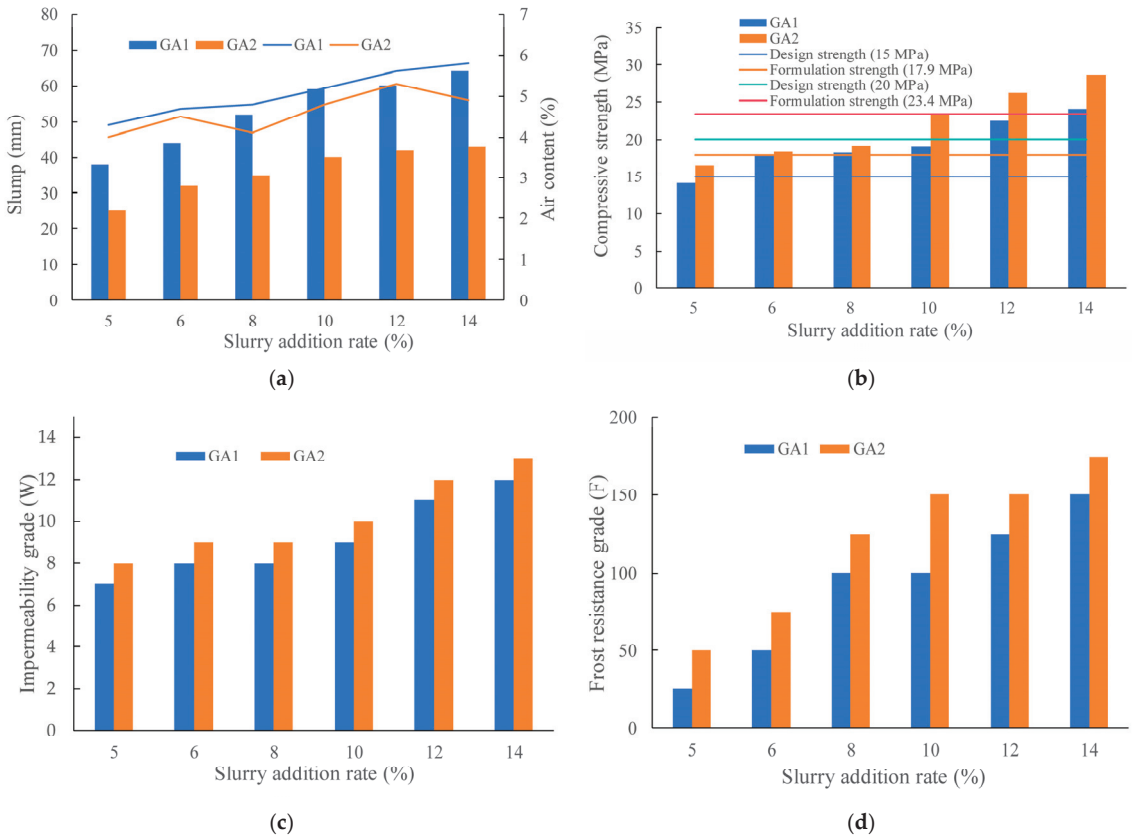 GA1 GA2 GA1 GA2
80
70
60
50
40
30
20
10
0
7
6
5
4
3
2
1
0
Slump (mm)
Air content (%)
5 6 8 10 12 14
Slurry addition rate (%)
(a)
35
30
25
20
15
10
5
0
Compressive strength (MPa)
GA1
GA2
Design strength (15 MPa)
Formulation strength (17.9 MPa)
Design strength (20 MPa)
Formulation strength (23.4 MPa)
5 6 8 10 12 14
Slurry addition rate (%)
(b)
14
12
10
8
6
4
2
0
Impermeability grade (W)
GA1 GA2
5 6 8 10 12 14
Slurry addition rate (%)
(c)
200
150
100
50
0
Frost resistance grade (F)
GA1 GA2
5 6 8 10 12 14
Slurry addition rate (%)
(d)